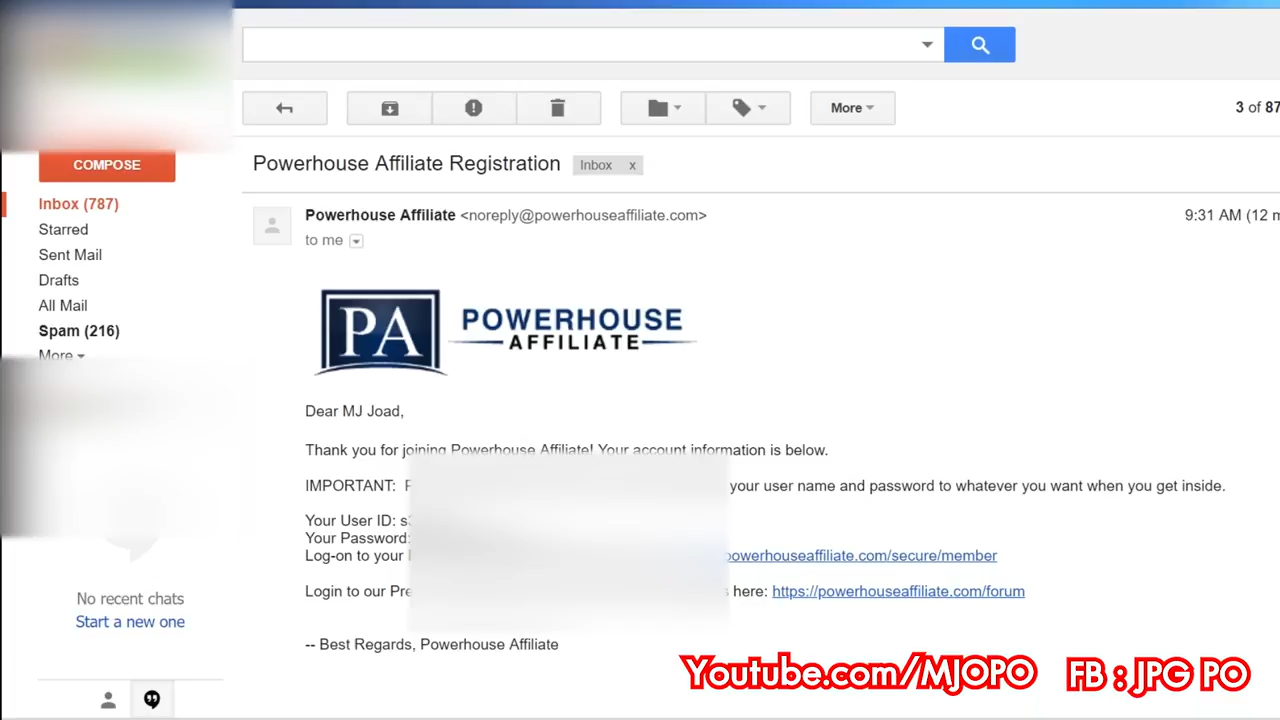 More
3 of 87
Powerhouse Affiliate Registration
Inbox x
COMPOSE
Inbox (787)
Starred
Sent Mail
Drafts
All Mail
Spam (216)
More
Powerhouse Affiliate <noreply@powerhouseaffiliate.com>
9:31 AM (12 m
to me
PA POWERHOUSE
AFFILIATE
Dear MJ Joad,
Thank you for joining Powerhouse Affiliate! Your account information is below.
IMPORTANT: your user name and password to whatever you want when you get inside.
Your User ID:
Your Password:
Log-on to your powerhouseaffiliate.com/secure/member
Login to our here: https://powerhouseaffiliate.com/forum
-- Best Regards, Powerhouse Affiliate
No recent chats
Start a new one
Youtube.com/MJOPO FB : JPG PO